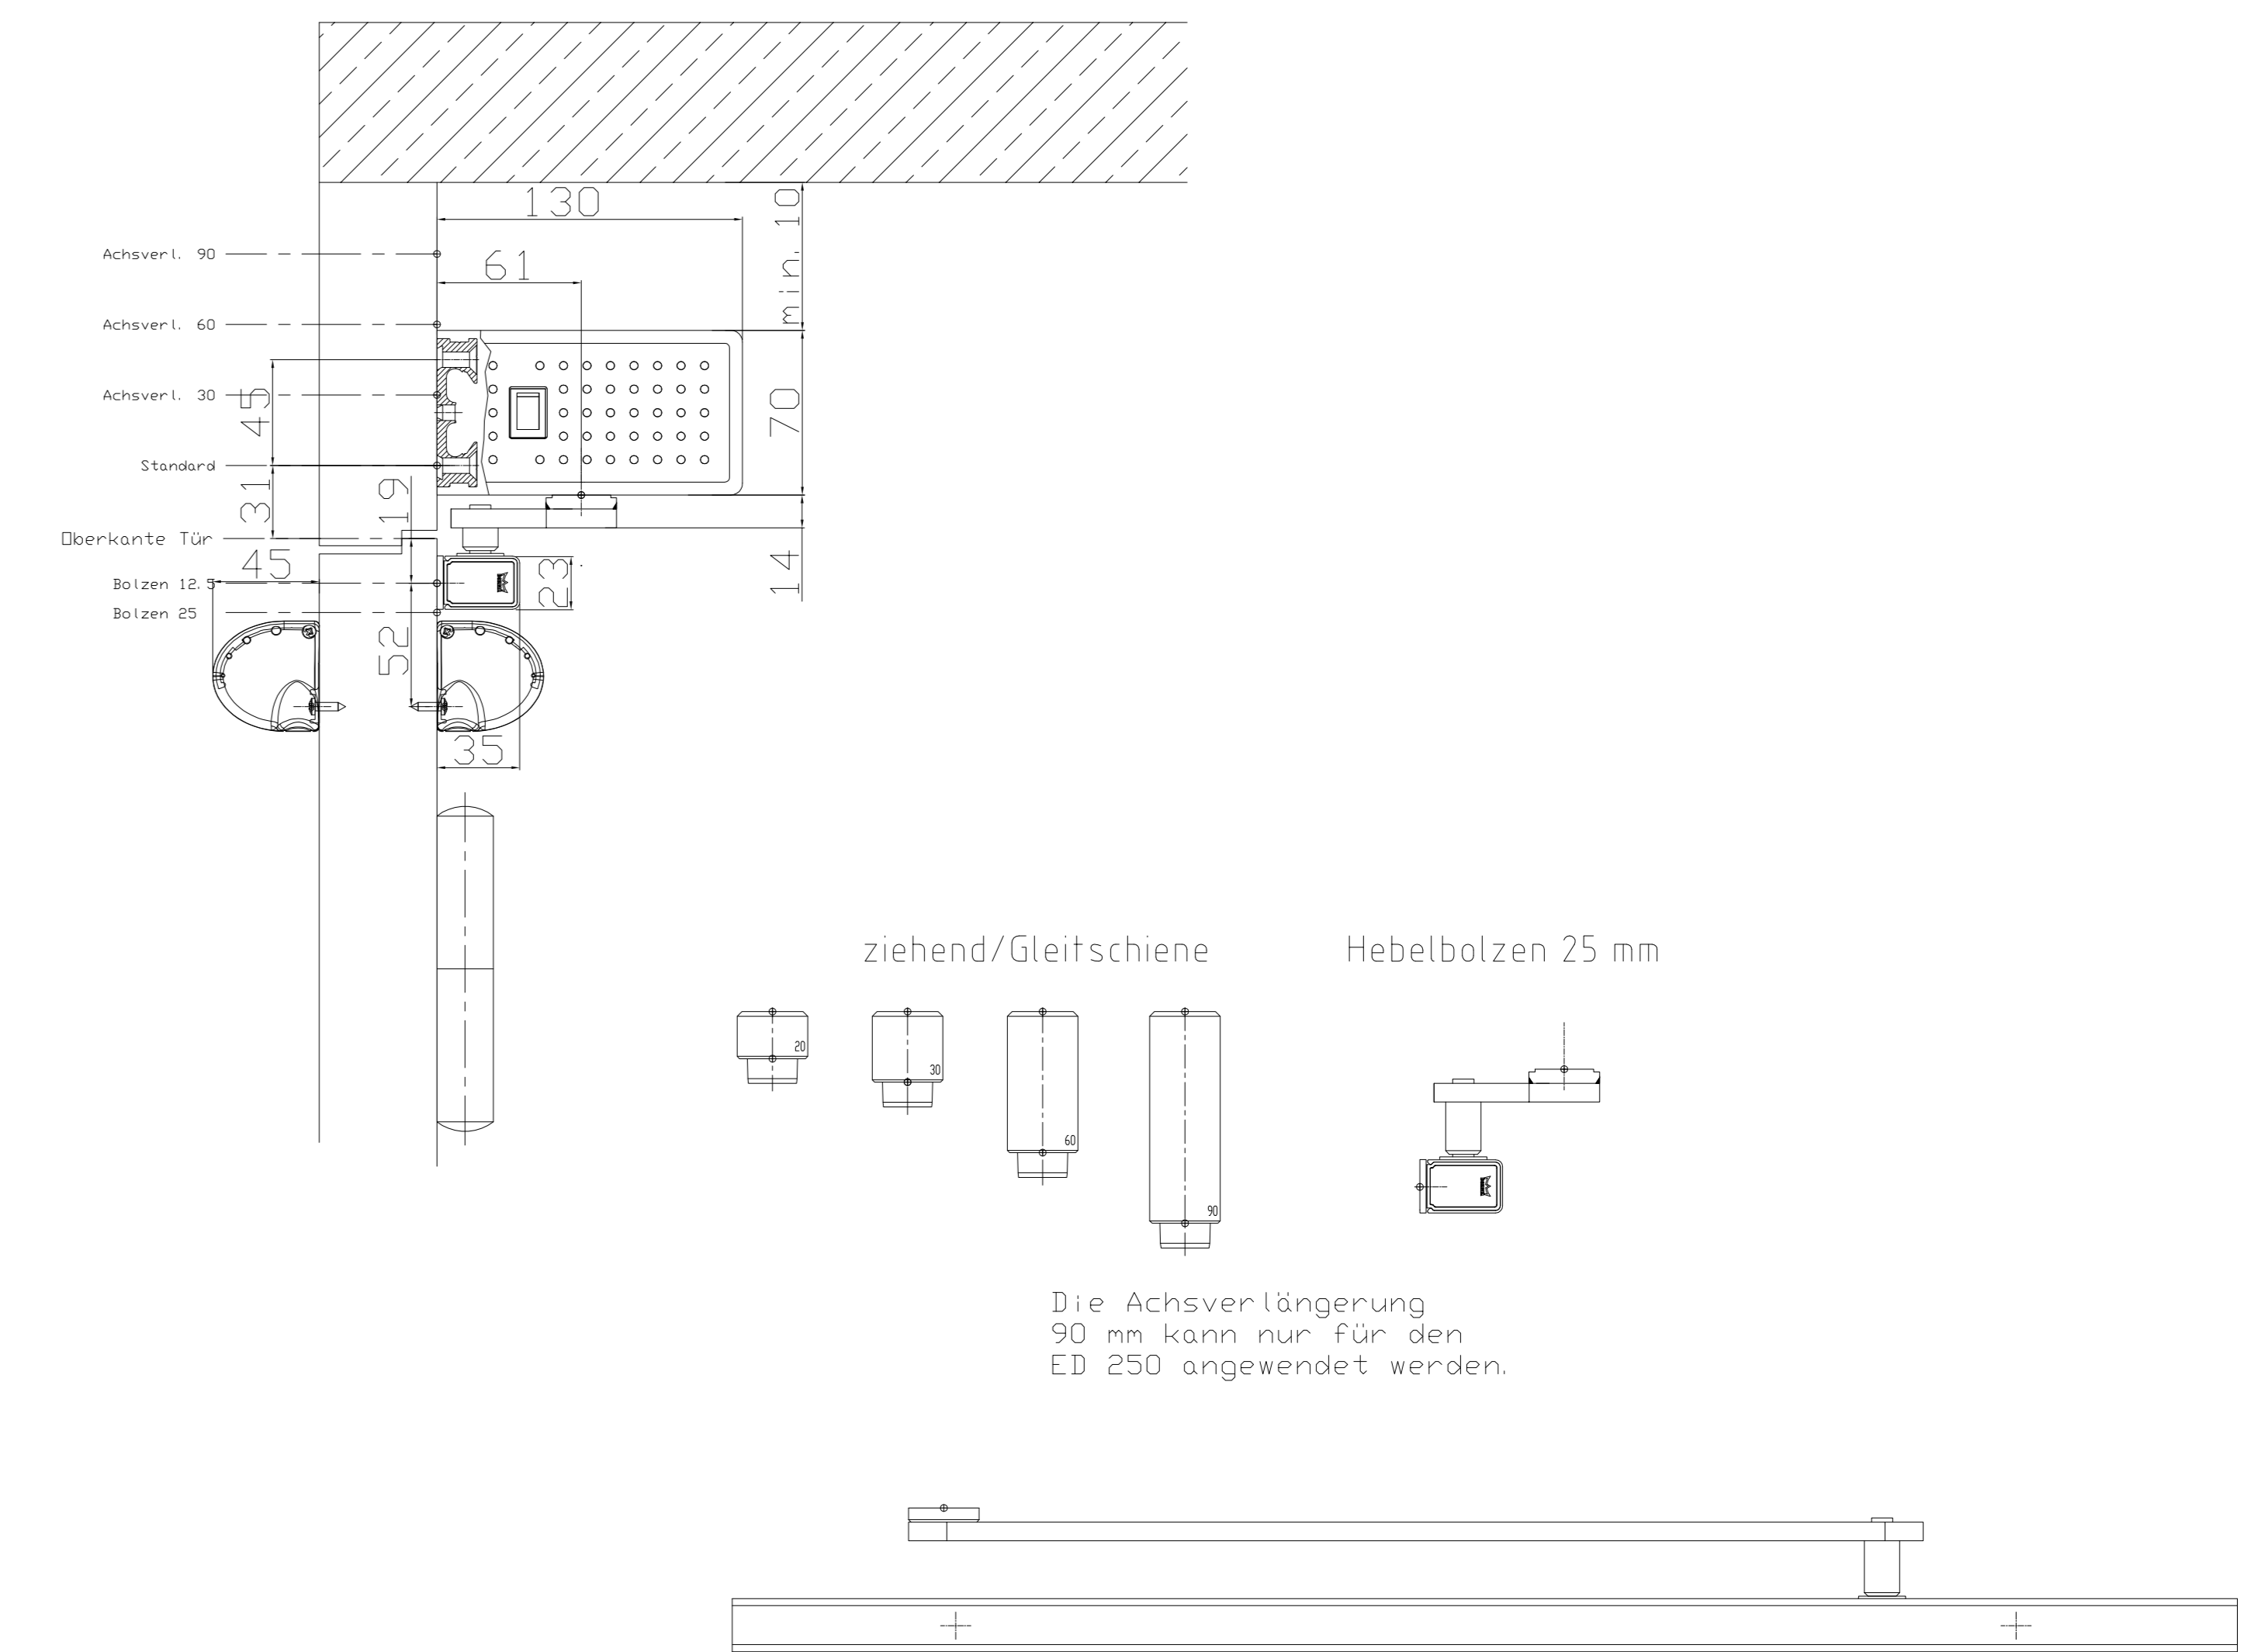 130
min. 10
Achsverl. 90
61
Achsverl. 60
Achsverl. 30
45
70
Standard
31
19
Oberkante Tür
45
14
23
Bolzen 12.5
Bolzen 25
52
35
ziehend/Gleitschiene
Hebelbolzen 25 mm
20
30
60
90
Die Achsverlängerung
90 mm kann nur für den
ED 250 angewendet werden.